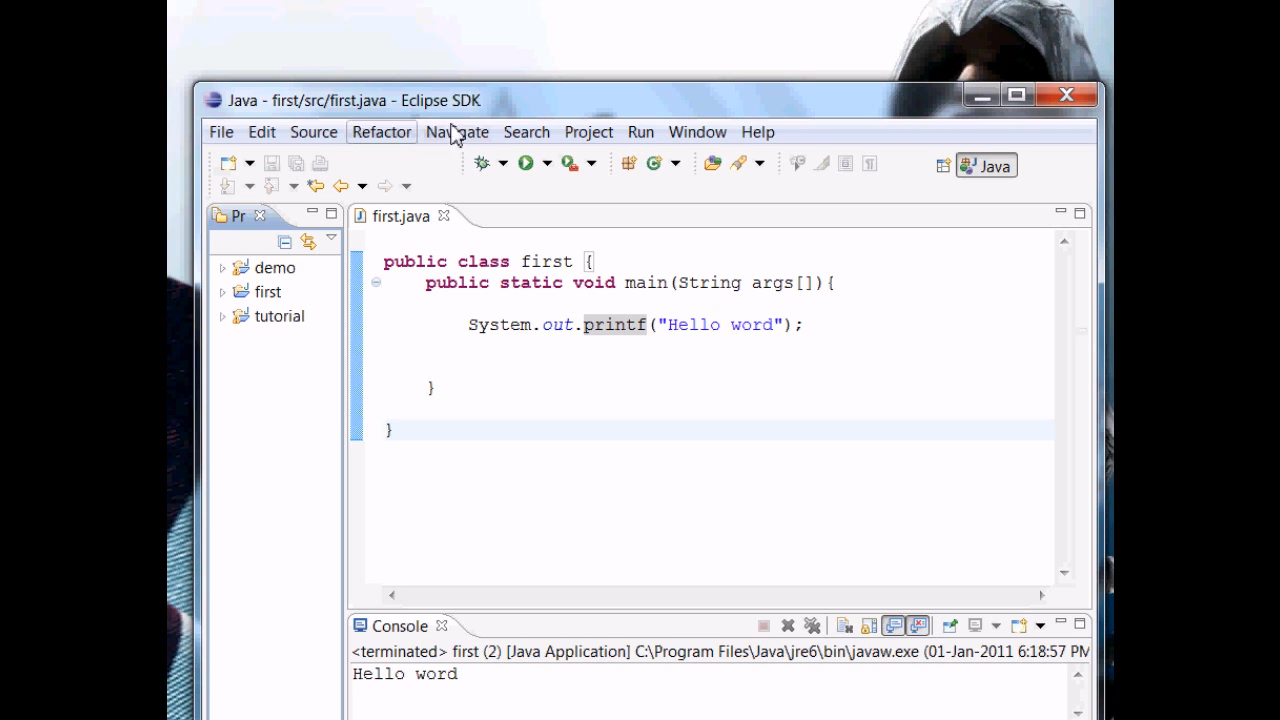 Java - first/src/first.java - Eclipse SDK
File Edit Source Refactor Navigate Search Project Run Window Help
Java
Pr
first.java
demo
first
tutorial
public class first {
public static void main(String args[]){
System.out.printf("Hello word");
}
}
Console
<terminated> first (2) [Java Application] C:\Program Files\Java\jre6\bin\javaw.exe (01-Jan-2011 6:18:57 PM
Hello word